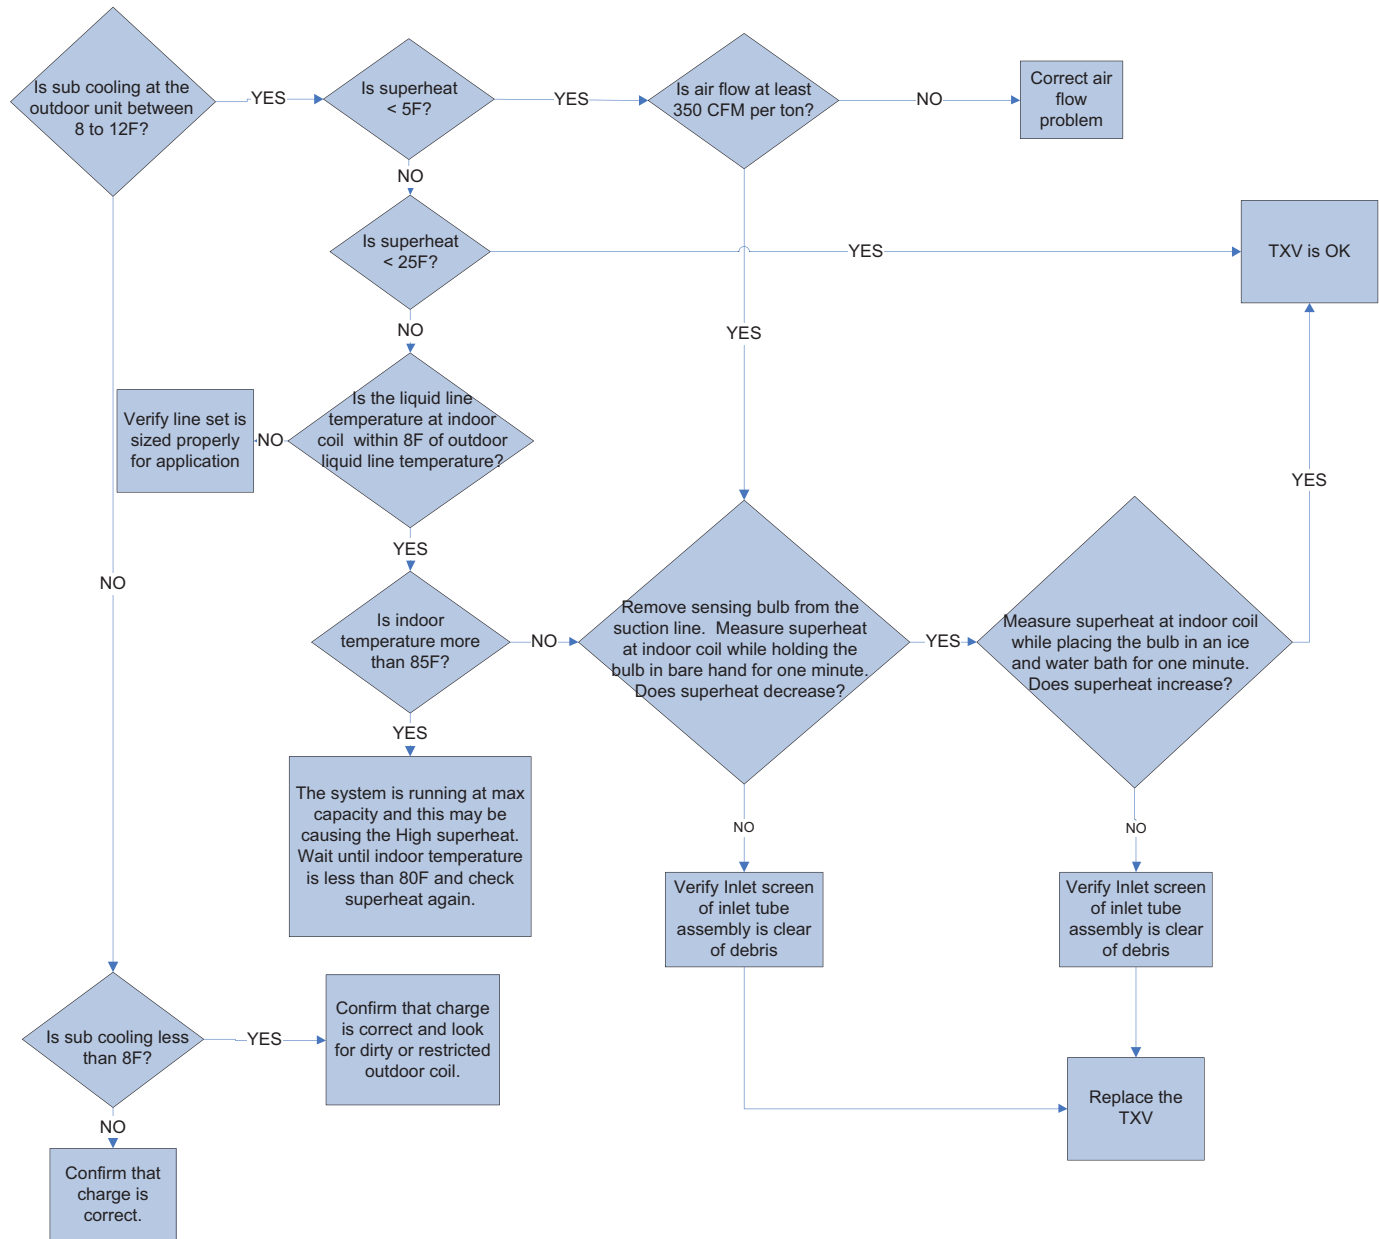 Is sub cooling at the
outdoor unit between
8 to 12F?
YES
Is superheat
< 5F?
YES
Is air flow at least
350 CFM per ton?
NO
Correct air
flow
problem
NO
Is superheat
< 25F?
YES
TXV is OK
NO
YES
Is the liquid line
temperature at indoor
coil within 8F of outdoor
liquid line temperature?
NO
Verify line set is
sized properly
for application
YES
YES
NO
Is indoor
temperature more
than 85F?
NO
Remove sensing bulb from the
suction line. Measure superheat
at indoor coil while holding the
bulb in bare hand for one minute.
Does superheat decrease?
YES
Measure superheat at indoor coil
while placing the bulb in an ice
and water bath for one minute.
Does superheat increase?
YES
The system is running at max
capacity and this may be
causing the High superheat.
Wait until indoor temperature
is less than 80F and check
superheat again.
NO
Verify Inlet screen
of inlet tube
assembly is clear
of debris
NO
Verify Inlet screen
of inlet tube
assembly is clear
of debris
Is sub cooling less
than 8F?
YES
Confirm that charge
is correct and look
for dirty or restricted
outdoor coil.
Replace the
TXV
NO
Confirm that
charge is
correct.